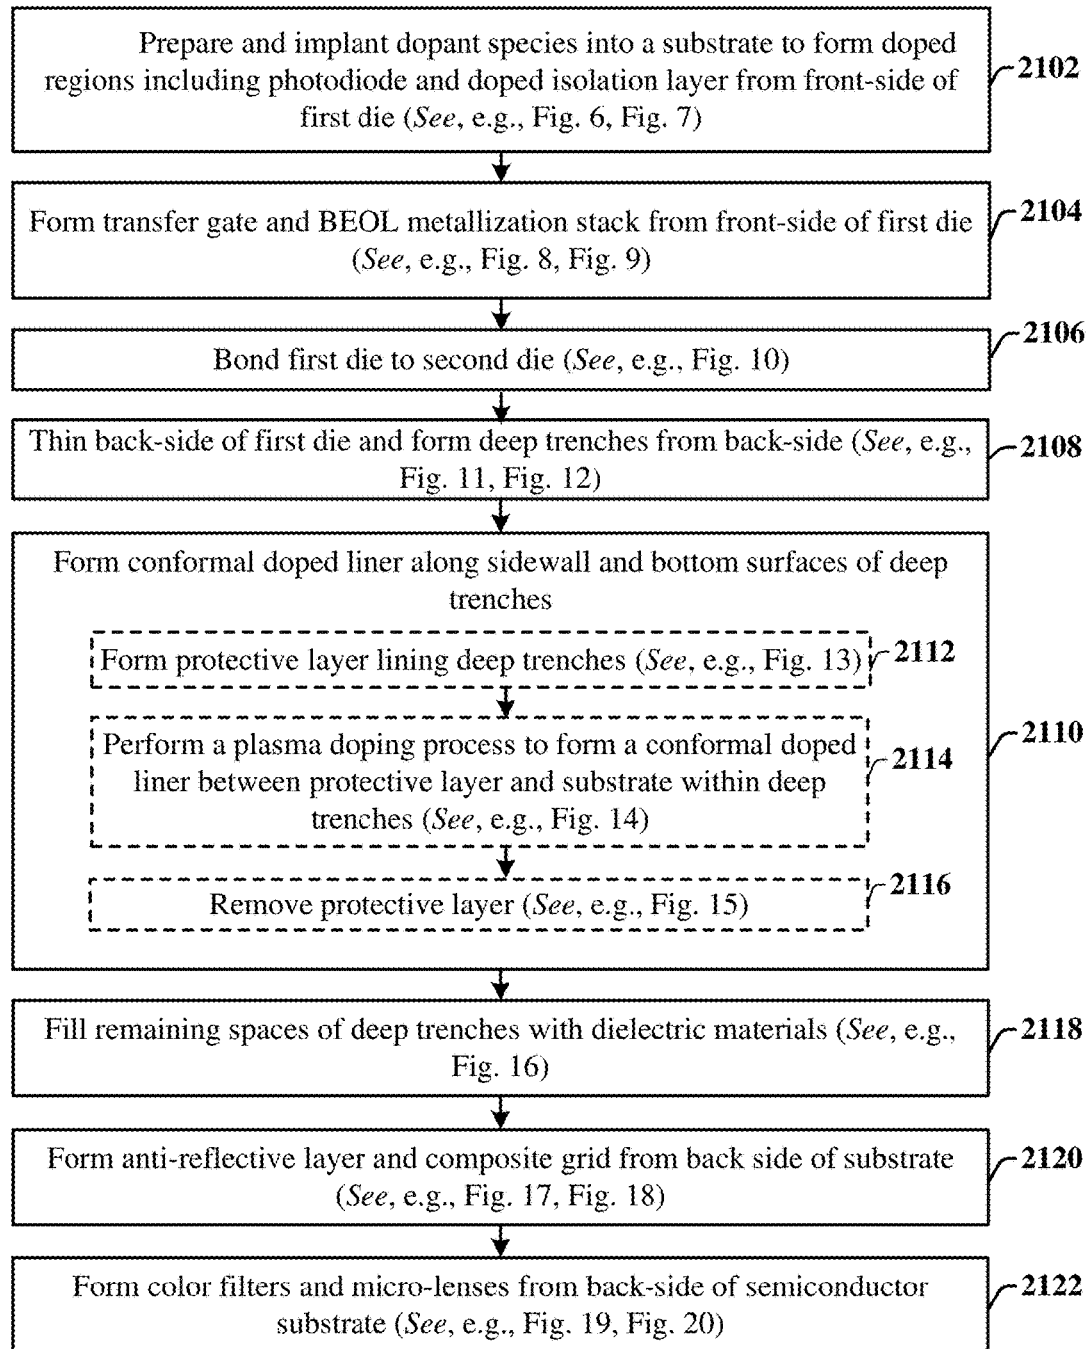 Prepare and implant dopant species into a substrate to form doped
regions including photodiode and doped isolation layer from front-side of
first die (See, e.g., Fig. 6, Fig. 7)
2102
Form transfer gate and BEOL metallization stack from front-side of first die
(See, e.g., Fig. 8, Fig. 9)
2104
Bond first die to second die (See, e.g., Fig. 10)
2106
Thin back-side of first die and form deep trenches from back-side (See, e.g.,
Fig. 11, Fig. 12)
2108
Form conformal doped liner along sidewall and bottom surfaces of deep
trenches
2110
Form protective layer lining deep trenches (See, e.g., Fig. 13)
2112
Perform a plasma doping process to form a conformal doped
liner between protective layer and substrate within deep
trenches (See, e.g., Fig. 14)
2114
Remove protective layer (See, e.g., Fig. 15)
2116
Fill remaining spaces of deep trenches with dielectric materials (See, e.g.,
Fig. 16)
2118
Form anti-reflective layer and composite grid from back side of substrate
(See, e.g., Fig. 17, Fig. 18)
2120
Form color filters and micro-lenses from back-side of semiconductor
substrate (See, e.g., Fig. 19, Fig. 20)
2122